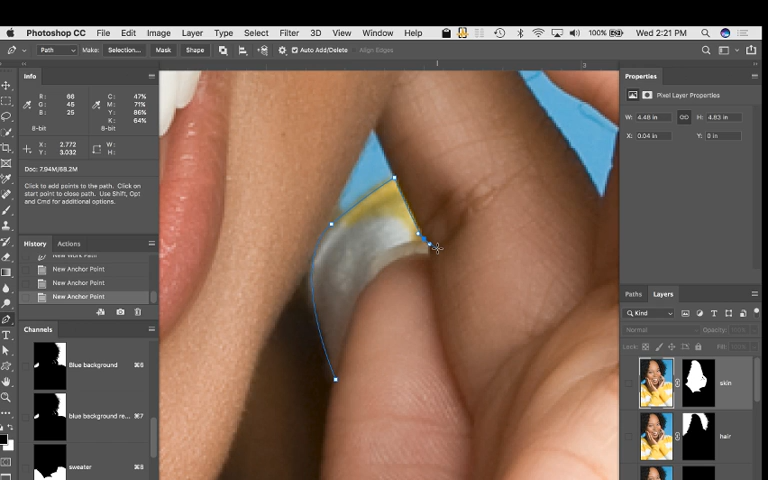 Photoshop CC File Edit Image Layer Type Select Filter 3D View Window Help 100% Wed 2:21 PM
Path Make: Selection... Mask Shape Auto Add/Delete Align Edges
Info
R: 66 C: 47%
G: 45 M: 71%
B: 25 Y: 86%
K: 64%
8-bit 8-bit
X: 2.772 W:
Y: 3.032 H:
Doc: 7.94M/68.2M
Click to add points to the path. Click on
start point to close path. Use Shift, Opt
and Cmd for additional options.
History Actions
New Anchor Point
New Anchor Point
New Anchor Point
Channels
Blue background ⌘6
blue background re... ⌘7
sweater ⌘8
3
Properties
Pixel Layer Properties
W: 4.48 in H: 4.83 in
X: 0.04 in Y: 0 in
Paths Layers
Kind
Normal Opacity:
Lock: Fill:
skin
hair